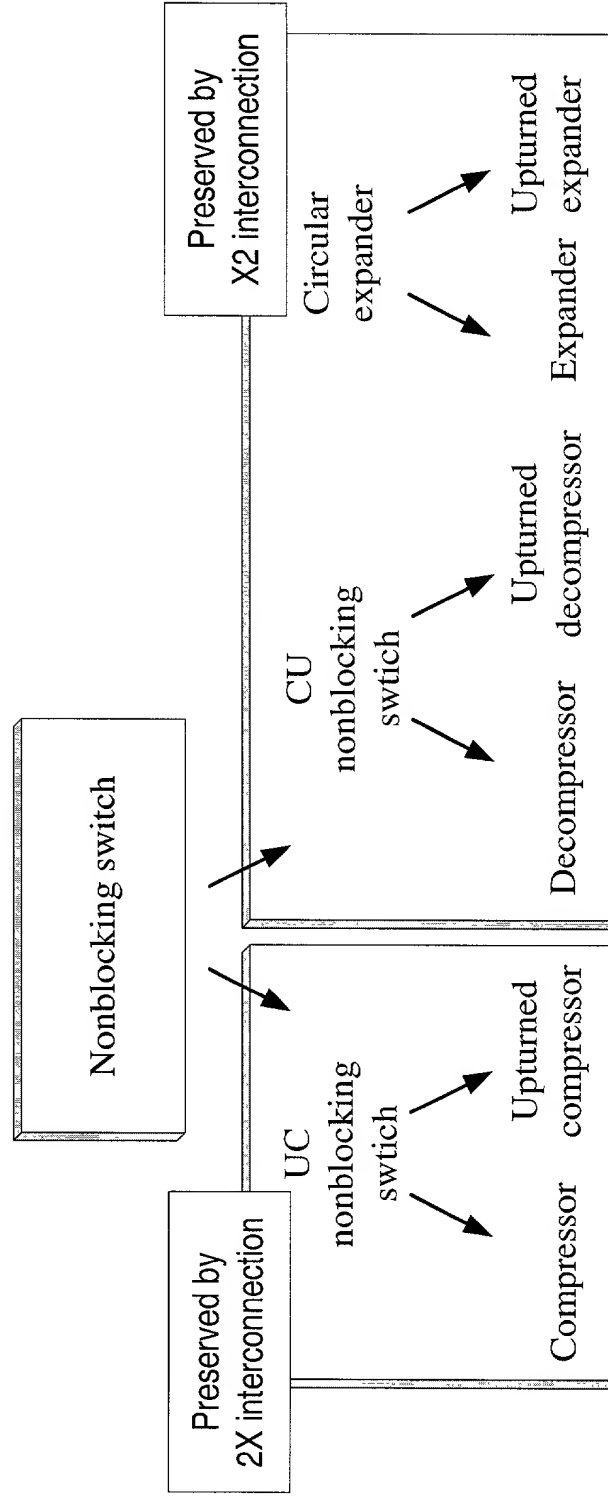 Nonblocking switch
Preserved by
2X interconnection
UC
nonblocking
swtich
Compressor
Upturned
compressor
Preserved by
X2 interconnection
CU
nonblocking
swtich
Decompressor
Upturned
decompressor
Circular
expander
Expander
Upturned
expander